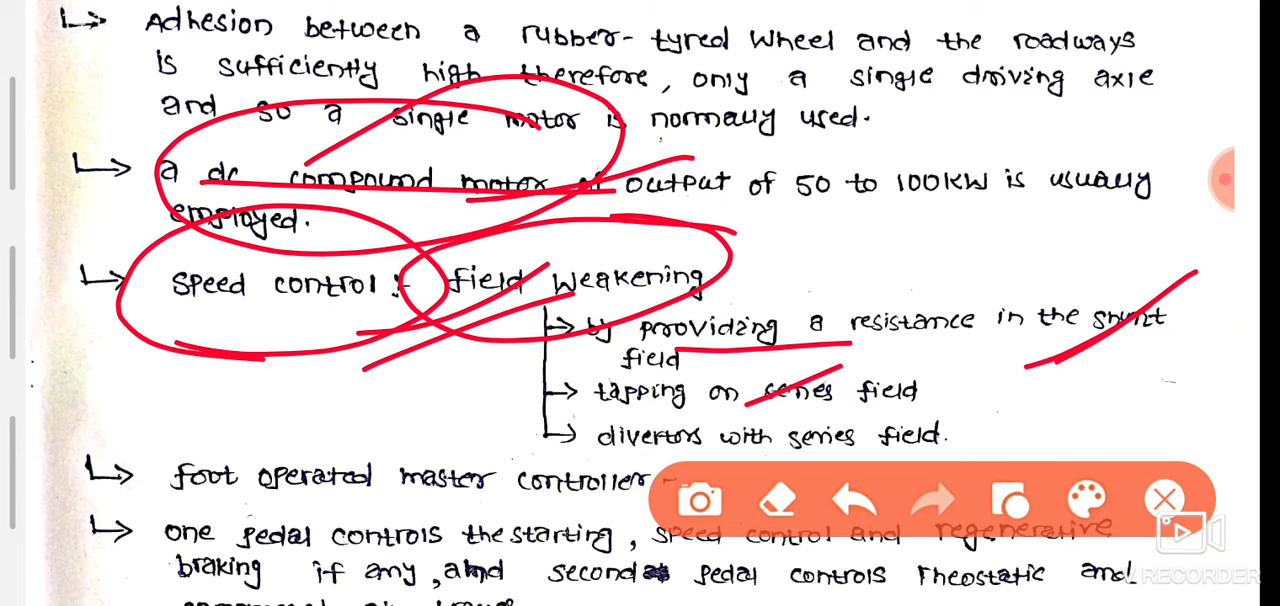 Adhesion between a rubber-tyred wheel and the roadways
is sufficiently high therefore, only a single driving axle
and so a single motor is normally used.
a dc compound motor of output of 50 to 100KW is usually
employed.
Speed control :- field weakening
by providing a resistance in the shunt
field
tapping on series field
divertors with series field.
foot operated master controller -
one pedal controls the starting, speed control and regenerative
braking if any, and second pedal controls rheostatic and
V RECORDER